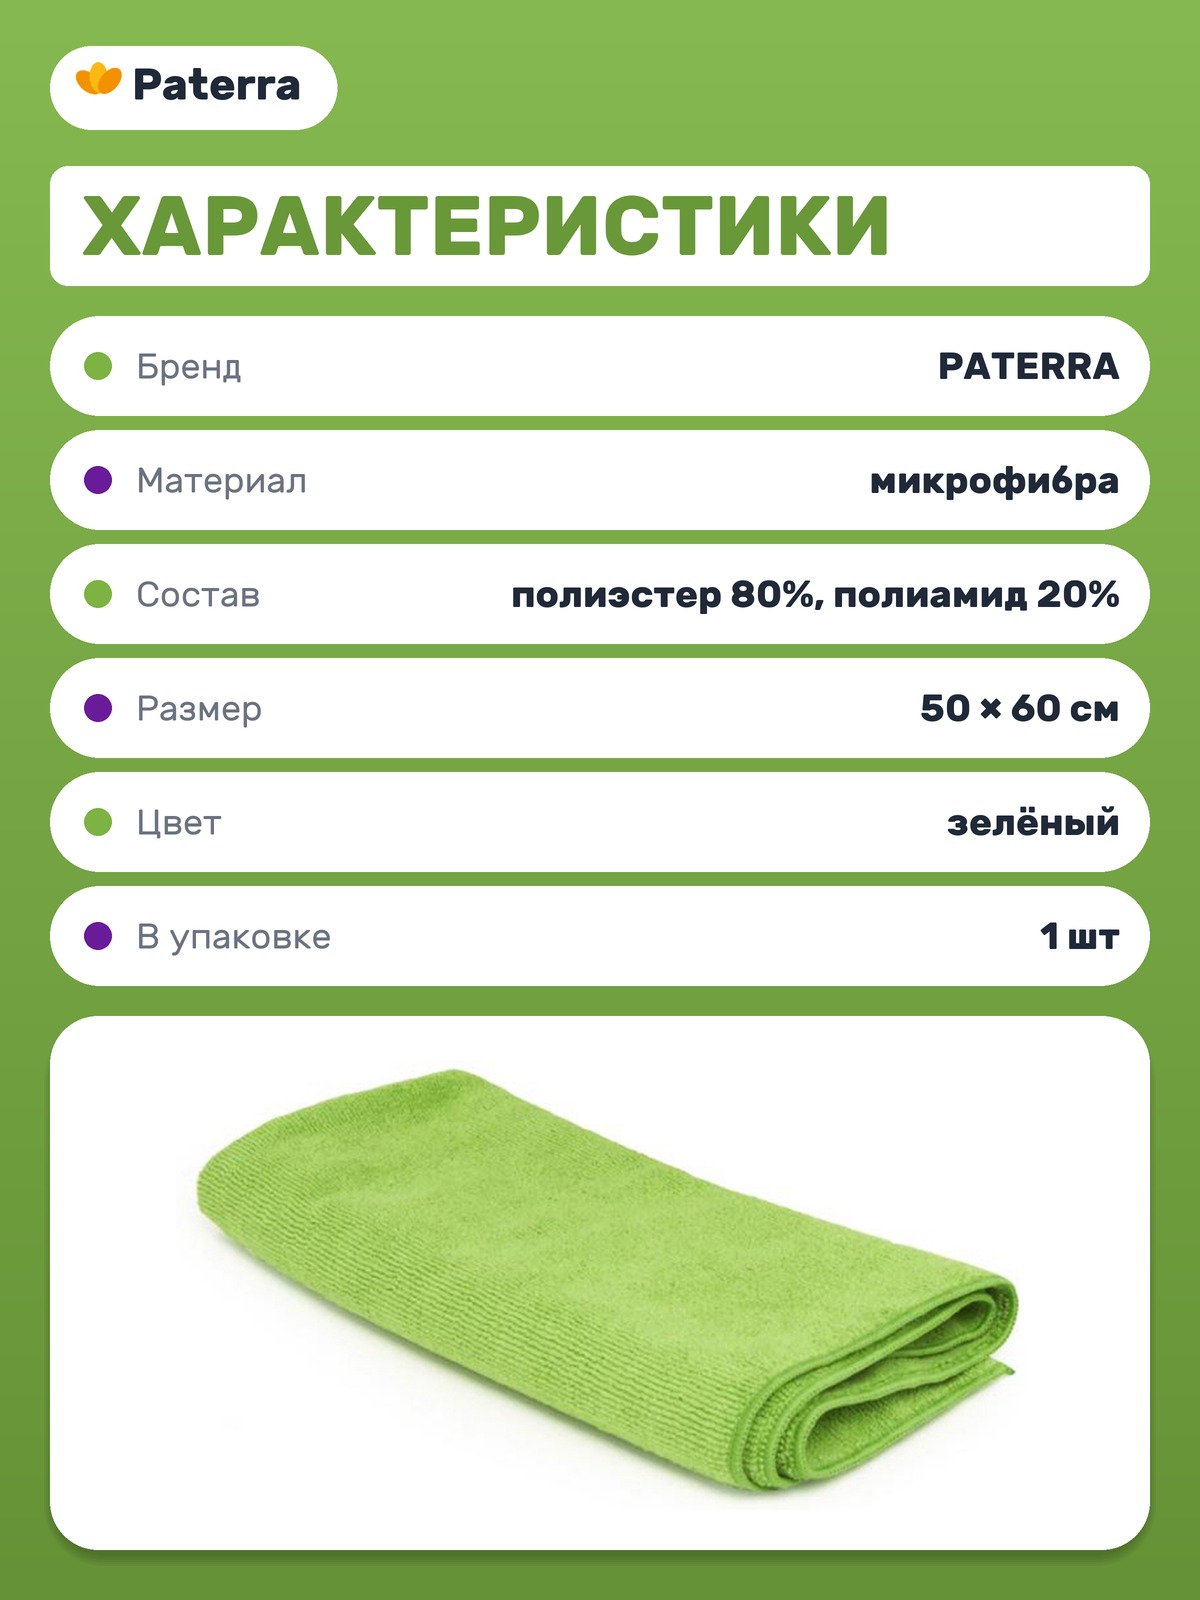 Paterra
ХАРАКТЕРИСТИКИ
Бренд PATERRA
Материал микрофибра
Состав полиэстер 80%, полиамид 20%
Размер 50 × 60 см
Цвет зелёный
В упаковке 1 шт